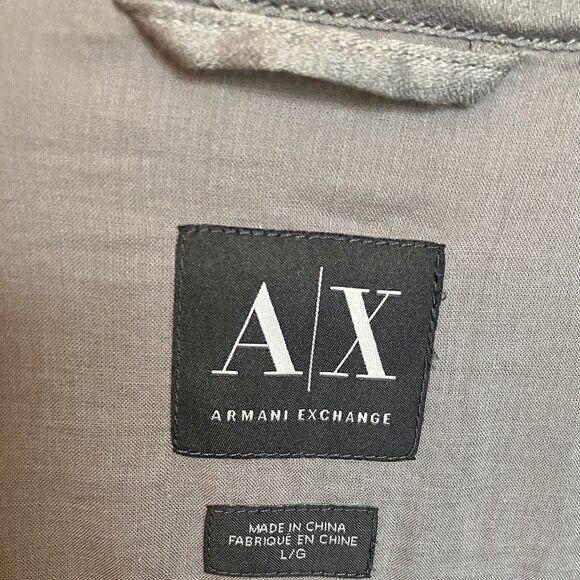 A|X
ARMANI EXCHANGE
MADE IN CHINA
FABRIQUÉ EN CHINE
L/G